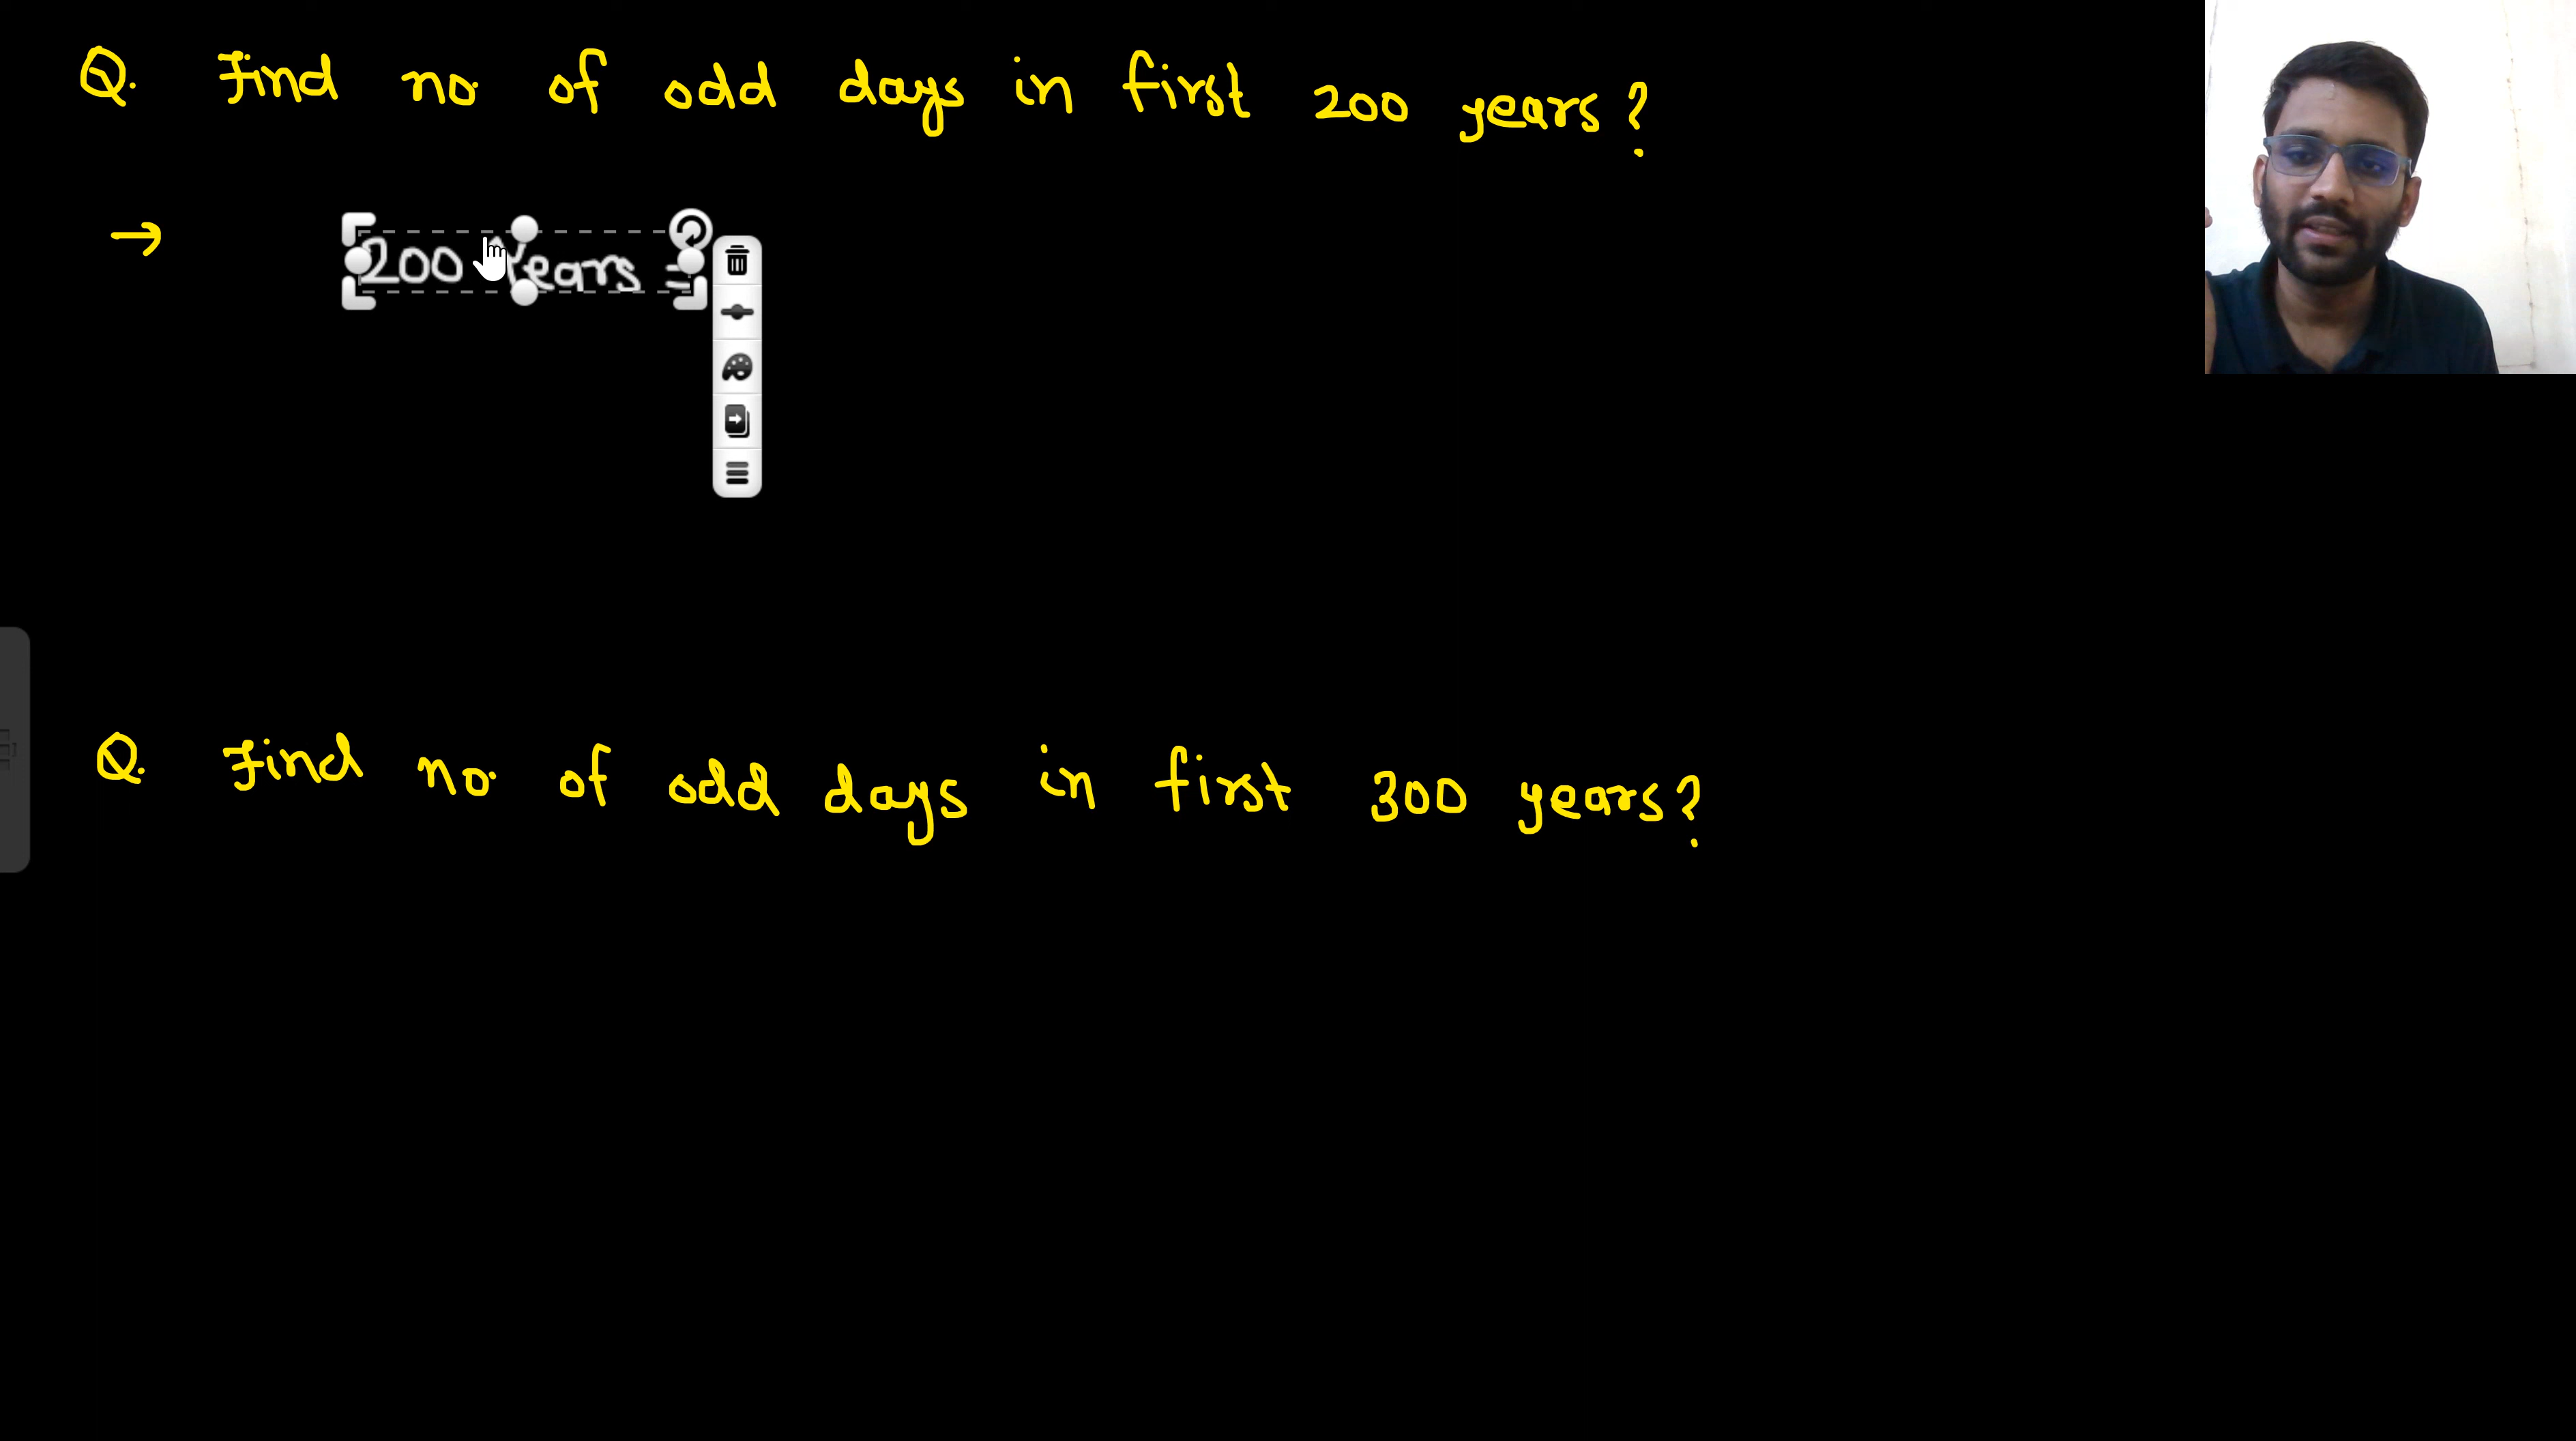 Q. Find no. of odd days in first 200 years?
→ 200 Years =
Q. Find no. of odd days in first 300 years?